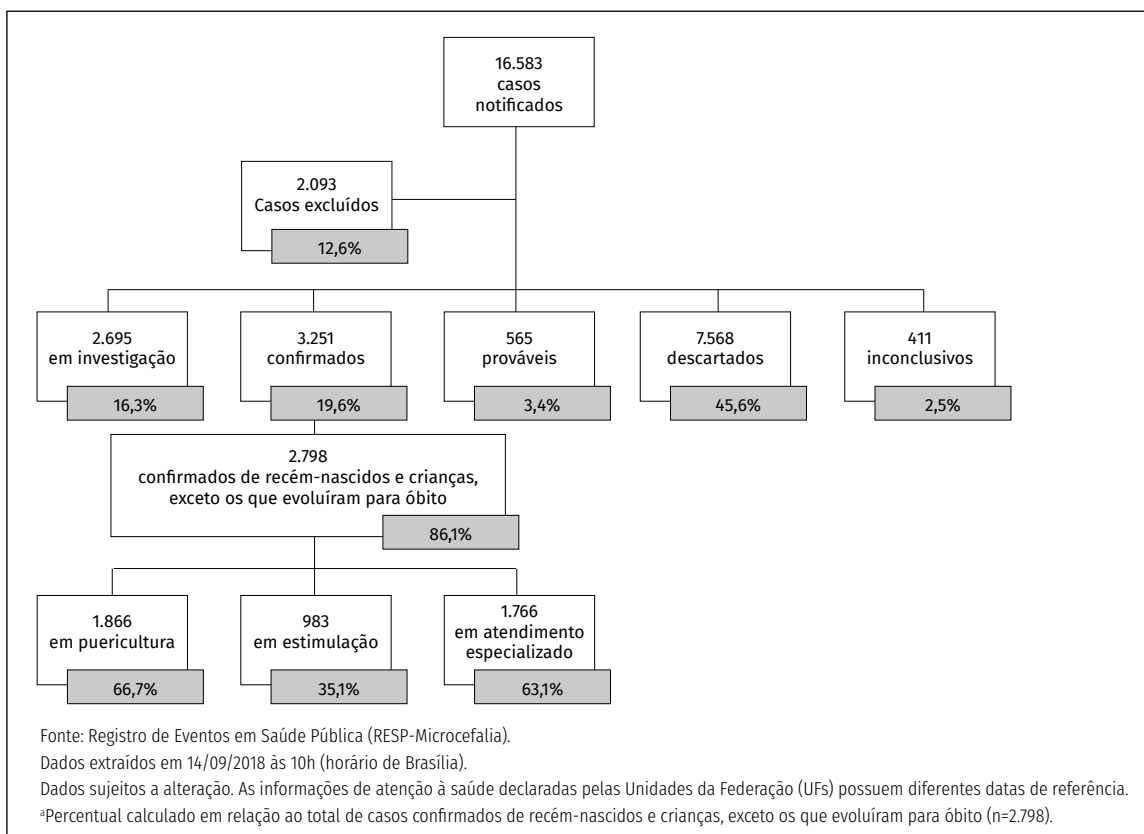 16.583
casos
notificados
2.093
Casos excluídos
12,6%
2.695
em investigação
16,3%
3.251
confirmados
19,6%
565
prováveis
3,4%
7.568
descartados
45,6%
411
inconclusivos
2,5%
2.798
confirmados de recém-nascidos e crianças,
exceto os que evoluíram para óbito
86,1%
1.866
em puericultura
66,7%
983
em estimulação
35,1%
1.766
em atendimento
especializado
63,1%
Fonte: Registro de Eventos em Saúde Pública (RESP-Microcefalia).
Dados extraídos em 14/09/2018 às 10h (horário de Brasília).
Dados sujeitos a alteração. As informações de atenção à saúde declaradas pelas Unidades da Federação (UFs) possuem diferentes datas de referência.
ᵃPercentual calculado em relação ao total de casos confirmados de recém-nascidos e crianças, exceto os que evoluíram para óbito (n=2.798).